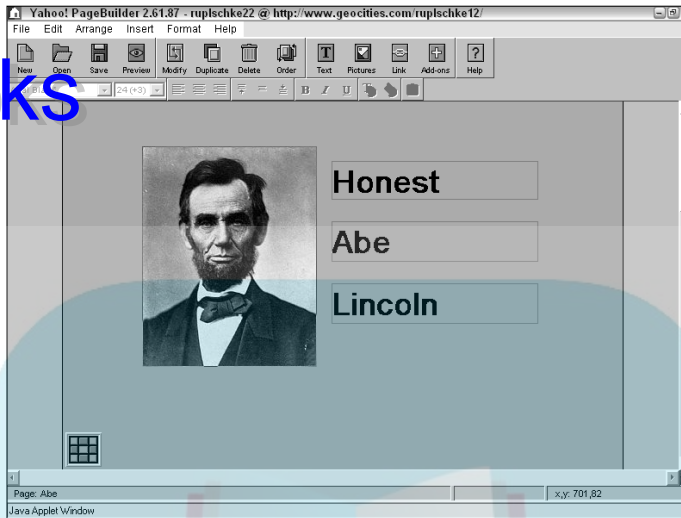 Yahoo! PageBuilder 2.61.87 - ruplschke22 @ http://www.geocities.com/ruplschke12/
File Edit Arrange Insert Format Help
New Open Save Preview Modify Duplicate Delete Order Text Pictures Link Add-ons Help
ks
24 (+3) B I U
Honest
Abe
Lincoln
Page: Abe x,y: 701,82
Java Applet Window